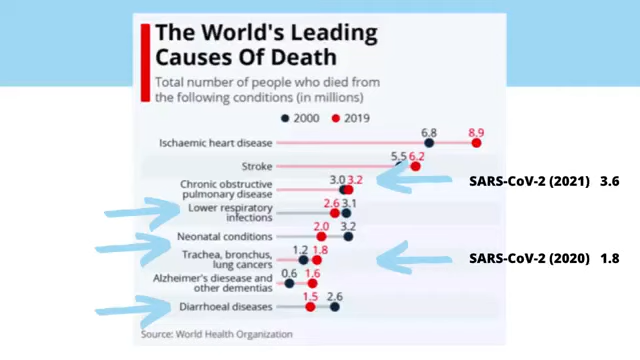 The World's Leading
Causes Of Death
Total number of people who died from
the following conditions (in millions)
2000 2019
Ischaemic heart disease 6.8 8.9
Stroke 5.5 6.2
Chronic obstructive
pulmonary disease 3.0 3.2
SARS-CoV-2 (2021) 3.6
Lower respiratory
infections 2.6 3.1
Neonatal conditions 2.0 3.2
Trachea, bronchus,
lung cancers 1.2 1.8
SARS-CoV-2 (2020) 1.8
Alzheimer's diesease and
other dementias 0.6 1.6
Diarrhoeal diseases 1.5 2.6
Source: World Health Organization